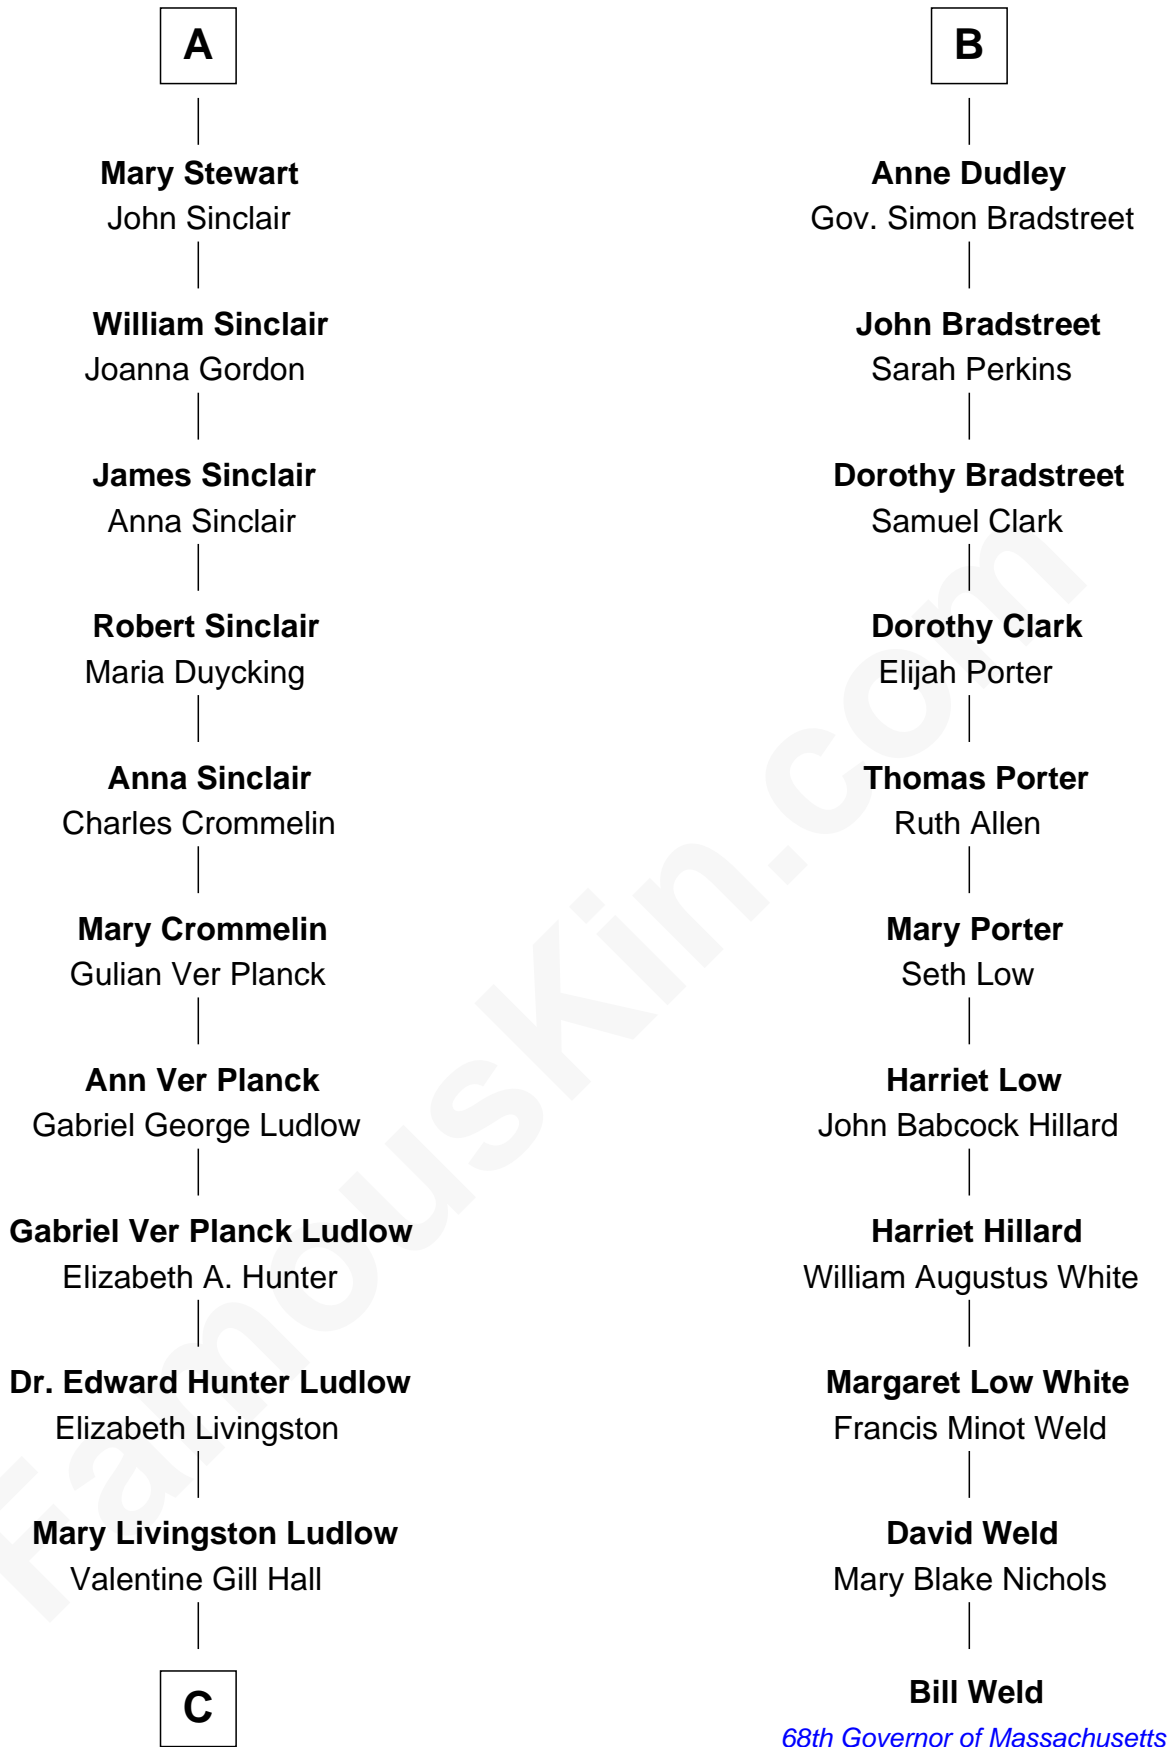 A
Mary Stewart
John Sinclair
William Sinclair
Joanna Gordon
James Sinclair
Anna Sinclair
Robert Sinclair
Maria Duycking
Anna Sinclair
Charles Crommelin
Mary Crommelin
Gulian Ver Planck
Ann Ver Planck
Gabriel George Ludlow
Gabriel Ver Planck Ludlow
Elizabeth A. Hunter
Dr. Edward Hunter Ludlow
Elizabeth Livingston
Mary Livingston Ludlow
Valentine Gill Hall
C
B
Anne Dudley
Gov. Simon Bradstreet
John Bradstreet
Sarah Perkins
Dorothy Bradstreet
Samuel Clark
Dorothy Clark
Elijah Porter
Thomas Porter
Ruth Allen
Mary Porter
Seth Low
Harriet Low
John Babcock Hillard
Harriet Hillard
William Augustus White
Margaret Low White
Francis Minot Weld
David Weld
Mary Blake Nichols
Bill Weld
68th Governor of Massachusetts
FamousKin.com